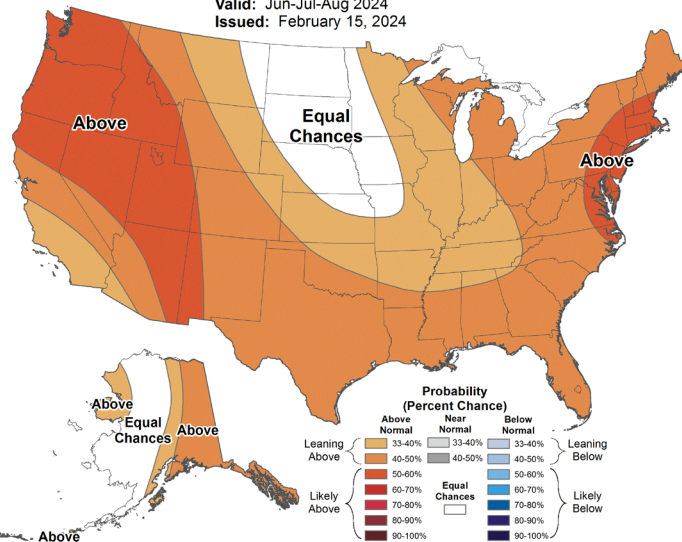 Valid: Jun-Jul-Aug 2024
Issued: February 15, 2024
Above
Equal
Chances
Above
Above
Equal
Chances
Above
Above
Probability
(Percent Chance)
Above
Normal
Near
Normal
Below
Normal
Leaning
Above
33-40%
33-40%
33-40%
Leaning
Below
40-50%
40-50%
40-50%
Likely
Above
50-60%
50-60%
60-70%
60-70%
70-80%
70-80%
80-90%
80-90%
90-100%
90-100%
Equal
Chances
Likely
Below